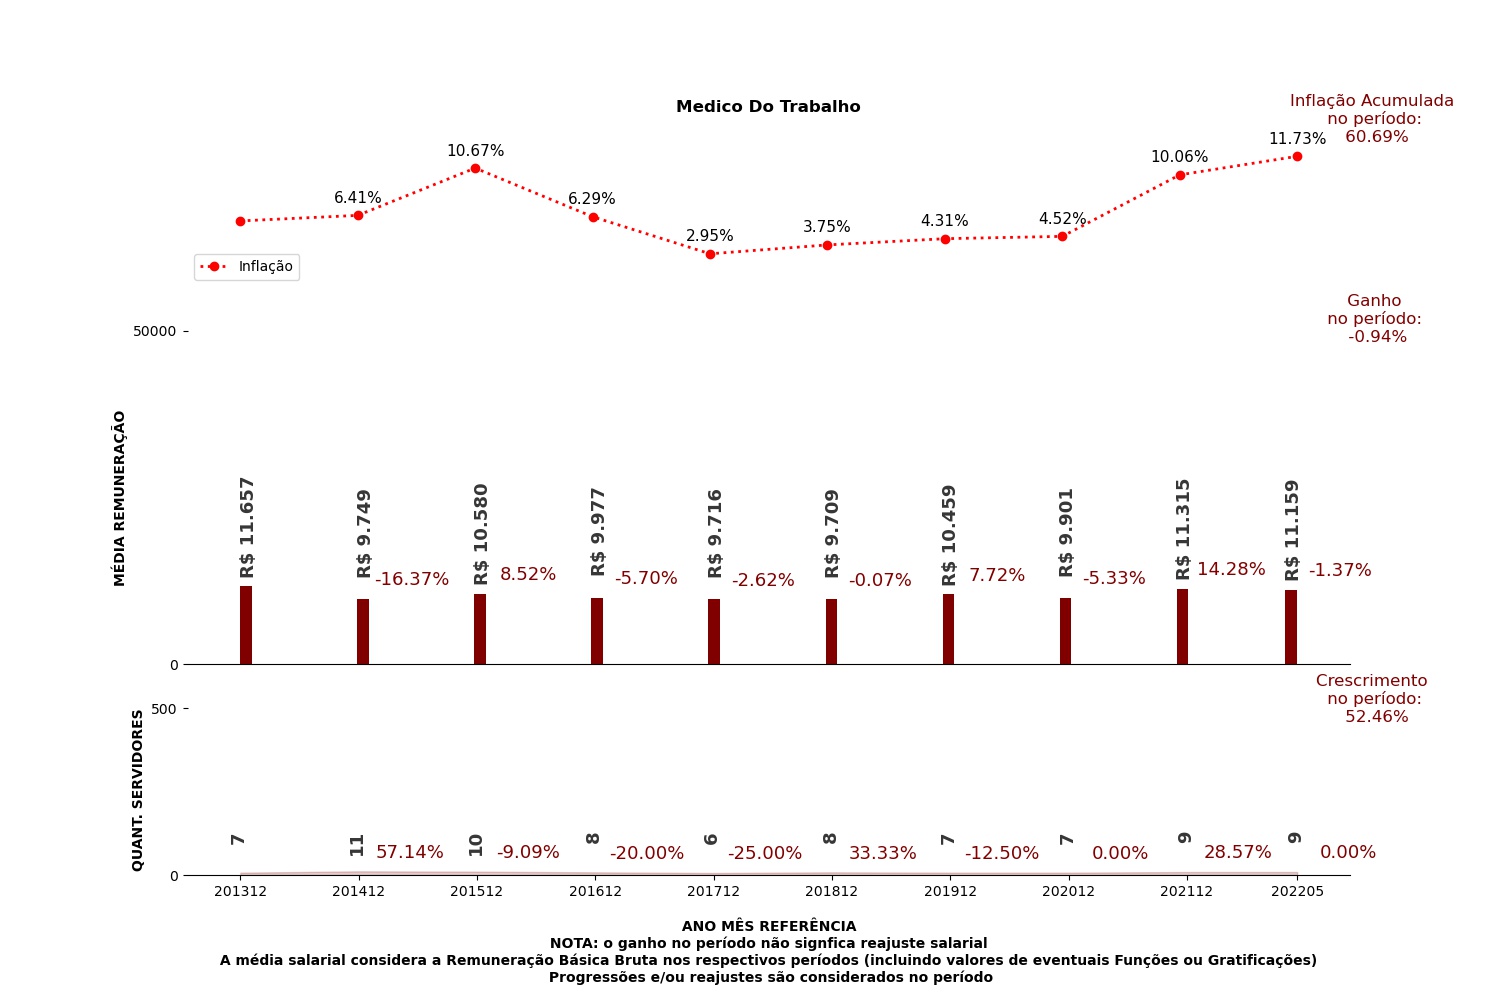 Medico Do Trabalho
Inflação Acumulada
no período:
60.69%
6.41%
10.67%
6.29%
2.95%
3.75%
4.31%
4.52%
10.06%
11.73%
Inflação
Ganho
no período:
-0.94%
50000
0
MÉDIA REMUNERAÇÃO
R$ 11.657
R$ 9.749
R$ 10.580
R$ 9.977
R$ 9.716
R$ 9.709
R$ 10.459
R$ 9.901
R$ 11.315
R$ 11.159
-16.37%
8.52%
-5.70%
-2.62%
-0.07%
7.72%
-5.33%
14.28%
-1.37%
Crescrimento
no período:
52.46%
500
0
QUANT. SERVIDORES
7
11
10
8
6
8
7
7
9
9
57.14%
-9.09%
-20.00%
-25.00%
33.33%
-12.50%
0.00%
28.57%
0.00%
201312
201412
201512
201612
201712
201812
201912
202012
202112
202205
ANO MÊS REFERÊNCIA
NOTA: o ganho no período não signfica reajuste salarial
A média salarial considera a Remuneração Básica Bruta nos respectivos períodos (incluindo valores de eventuais Funções ou Gratificações)
Progressões e/ou reajustes são considerados no período